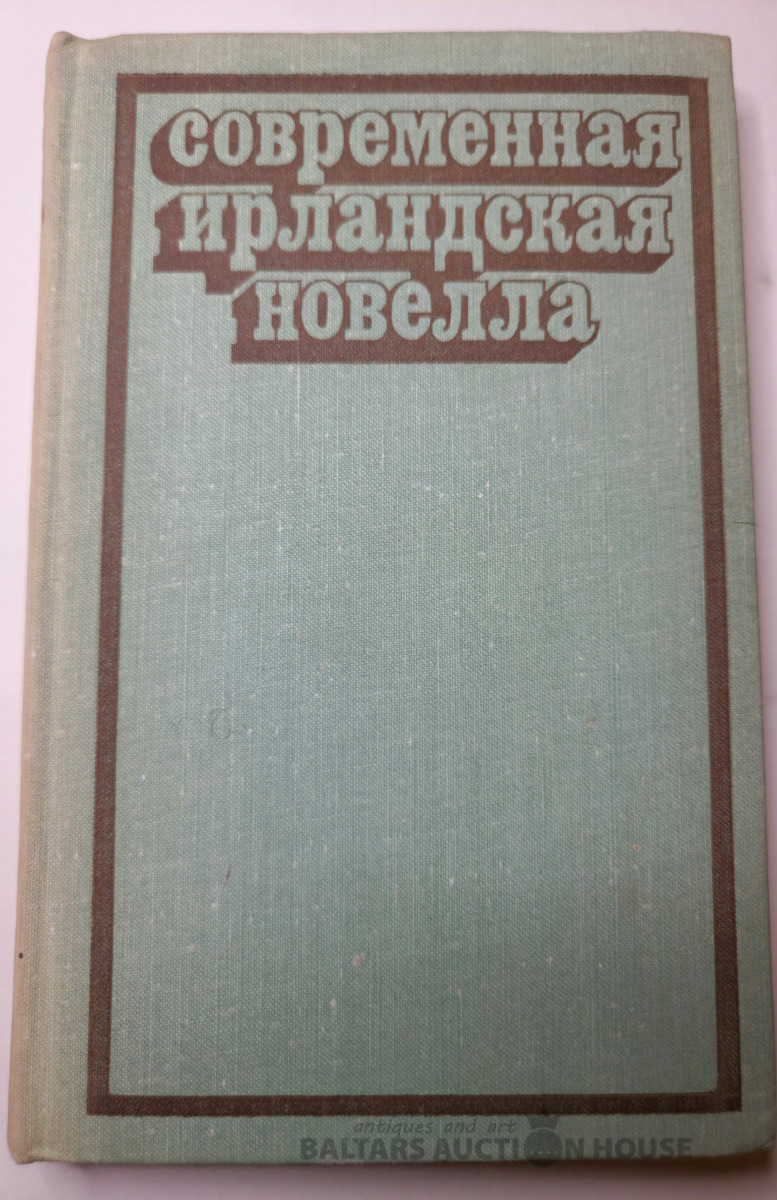 современная
ирландская
новелла
antiques and art
BALTARS AUCTION HOUSE